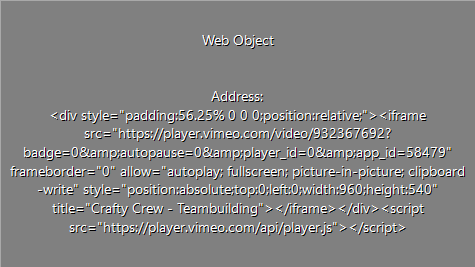 Web Object
Address:
<div style="padding:56.25% 0 0 0;position:relative;"><iframe
src="https://player.vimeo.com/video/932367692?
badge=0&amp;autopause=0&amp;player_id=0&amp;app_id=58479"
frameborder="0" allow="autoplay; fullscreen; picture-in-picture; clipboard
-write" style="position:absolute;top:0;left:0;width:960;height:540"
title="Crafty Crew - Teambuilding"></iframe></div><script
src="https://player.vimeo.com/api/player.js"></script>